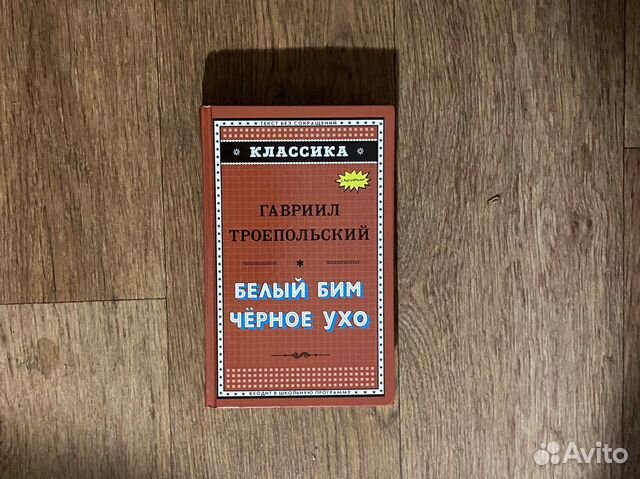 ТЕКСТ БЕЗ СОКРАЩЕНИЙ
КЛАССИКА
ГАВРИИЛ
ТРОЕПОЛЬСКИЙ
БЕЛЫЙ БИМ
ЧЁРНОЕ УХО
ВХОДИТ В ШКОЛЬНУЮ ПРОГРАММУ
Avito